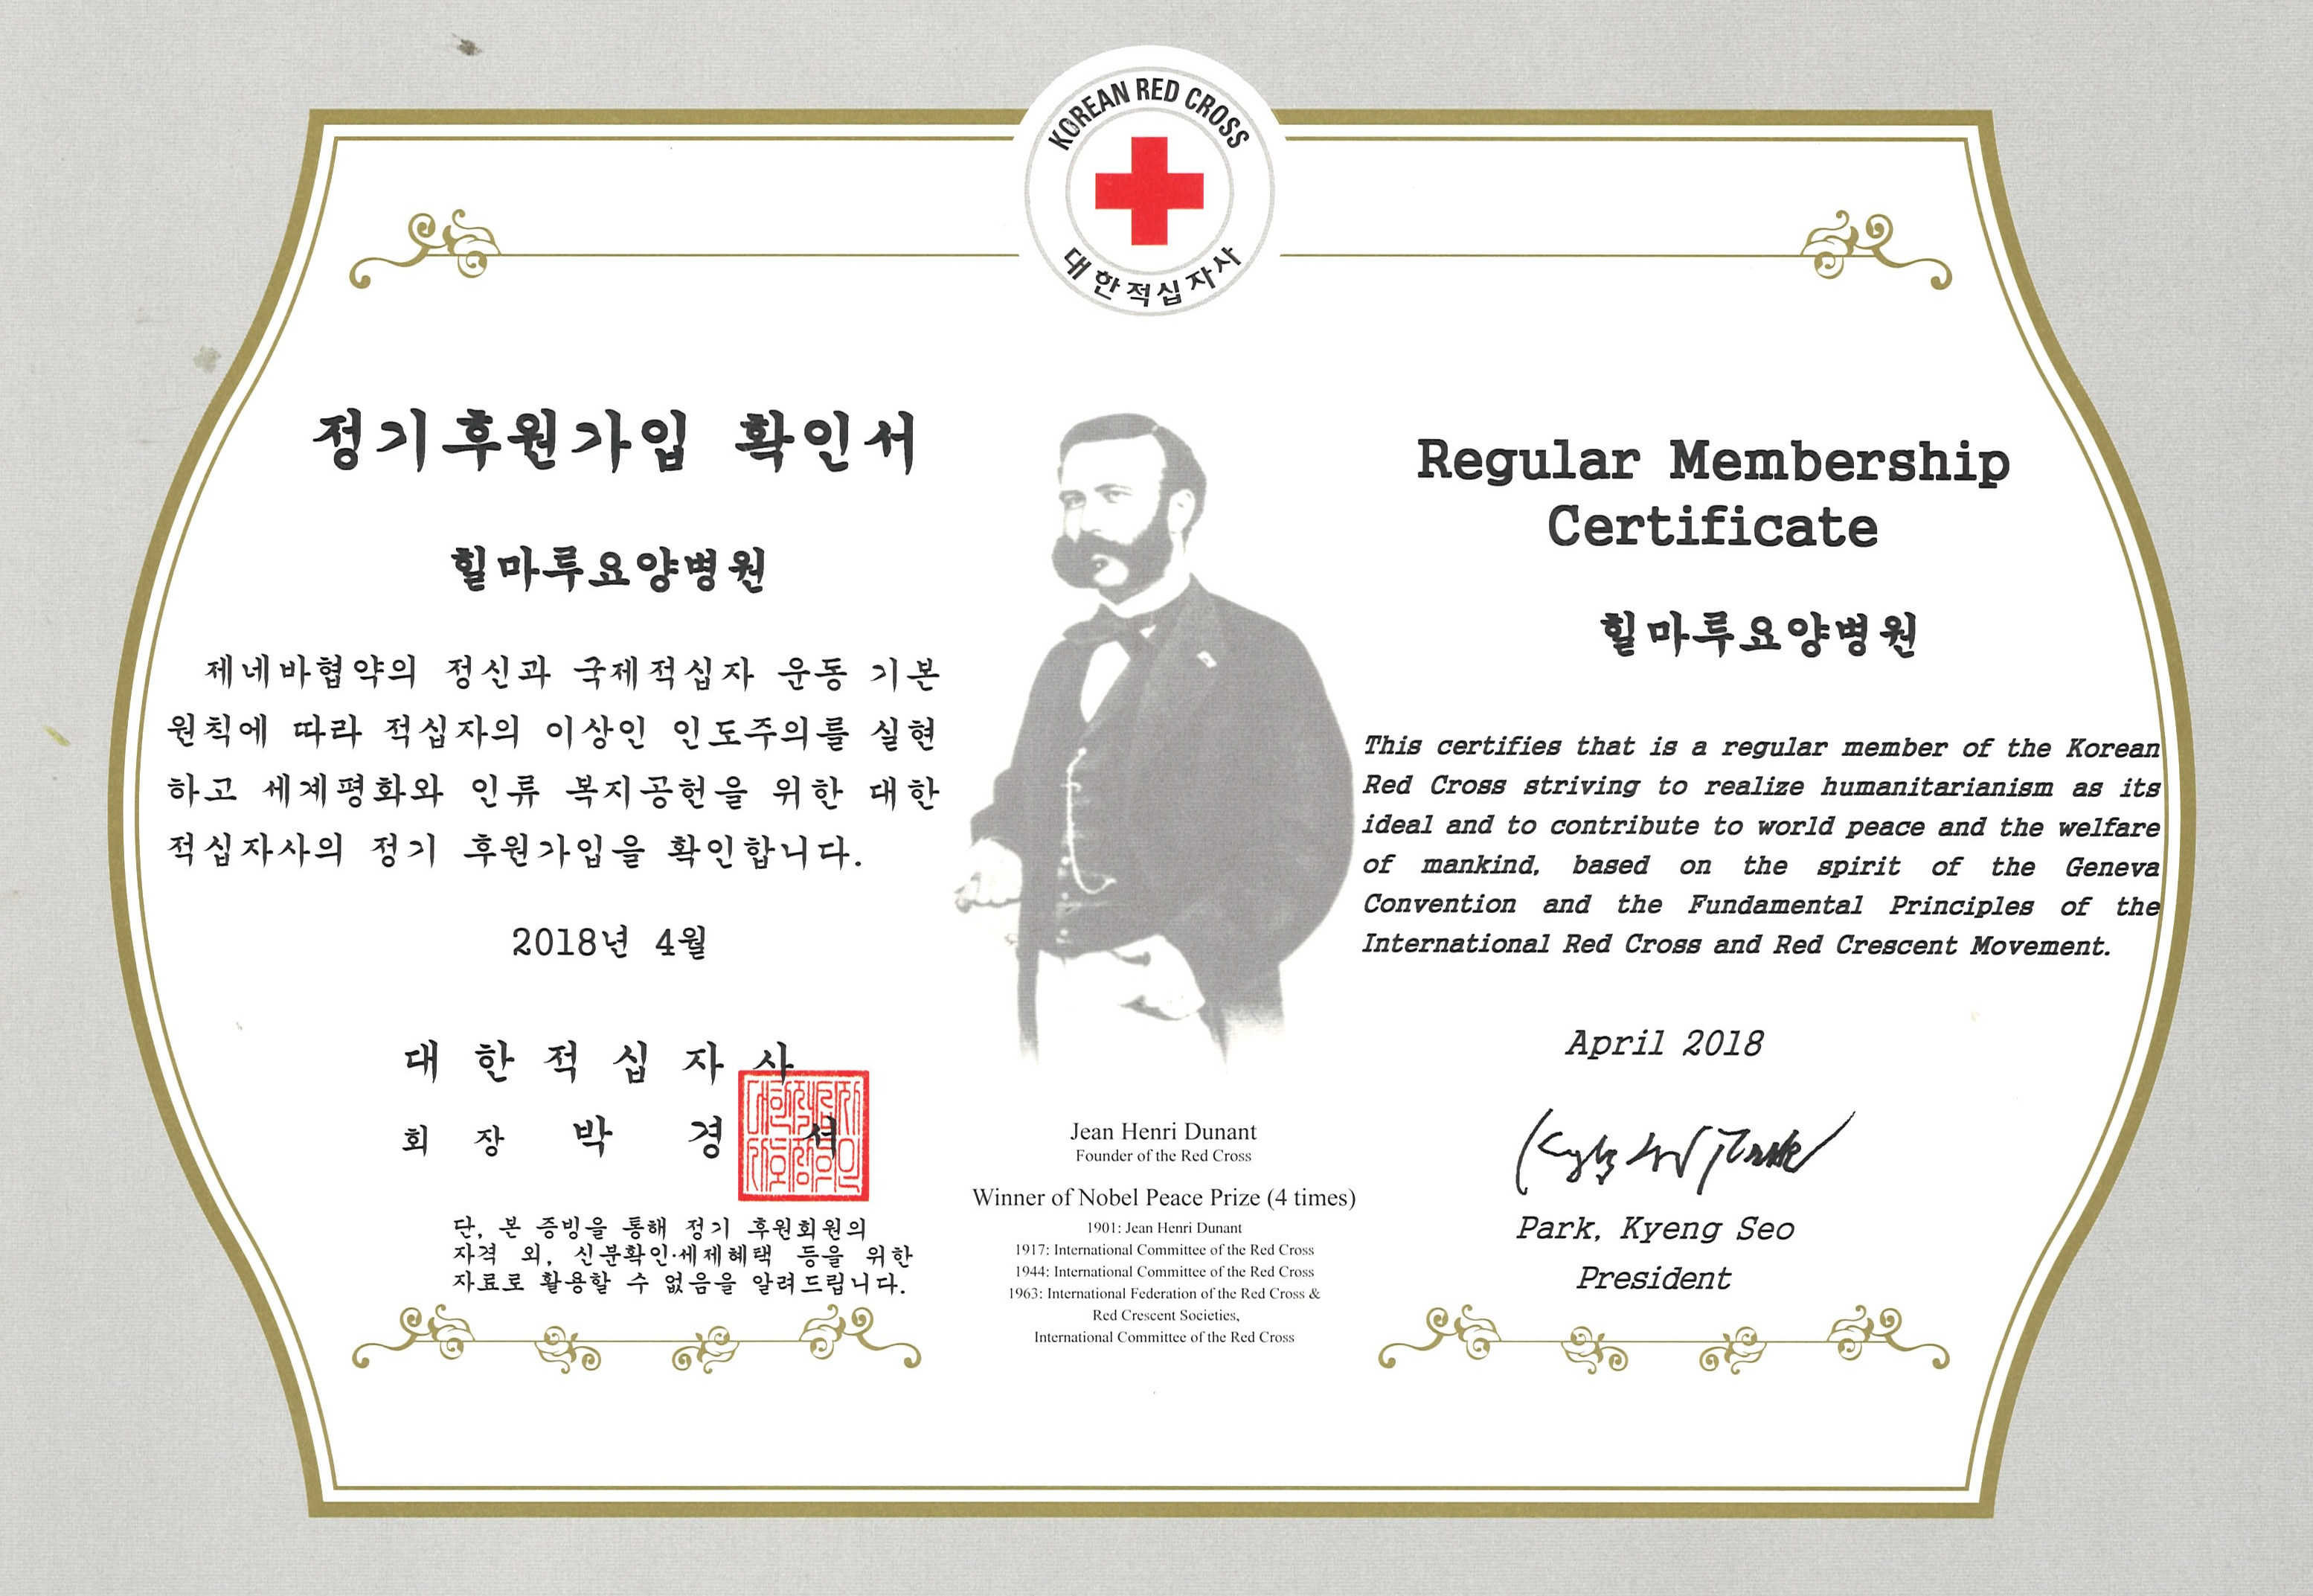 KOREAN RED CROSS
대한적십자사
정기후원가입 확인서
힐마루요양병원
제네바협약의 정신과 국제적십자 운동 기본
원칙에 따라 적십자의 이상인 인도주의를 실현
하고 세계평화와 인류 복지공헌을 위한 대한
적십자사의 정기 후원가입을 확인합니다.
2018년 4월
대 한 적 십 자 사
회 장 박 경 서
단, 본 증빙을 통해 정기 후원회원의
자격 외, 신분확인·세제혜택 등을 위한
자료로 활용할 수 없음을 알려드립니다.
Jean Henri Dunant
Founder of the Red Cross
Winner of Nobel Peace Prize (4 times)
1901: Jean Henri Dunant
1917: International Committee of the Red Cross
1944: International Committee of the Red Cross
1963: International Federation of the Red Cross &
Red Crescent Societies,
International Committee of the Red Cross
Regular Membership
Certificate
힐마루요양병원
This certifies that is a regular member of the Korean
Red Cross striving to realize humanitarianism as its
ideal and to contribute to world peace and the welfare
of mankind, based on the spirit of the Geneva
Convention and the Fundamental Principles of the
International Red Cross and Red Crescent Movement.
April 2018
Park, Kyeng Seo
President